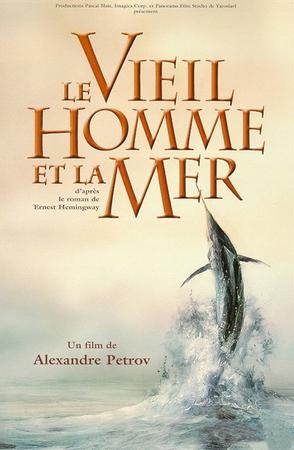 Productions Pascal Blais, Imagica Corp. et Panorama Film Studio de Yaroslavl
présentent
LE VIEIL
HOMME
ET LA MER
d'après
le roman de
Ernest Hemingway
Un film de
Alexandre Petrov